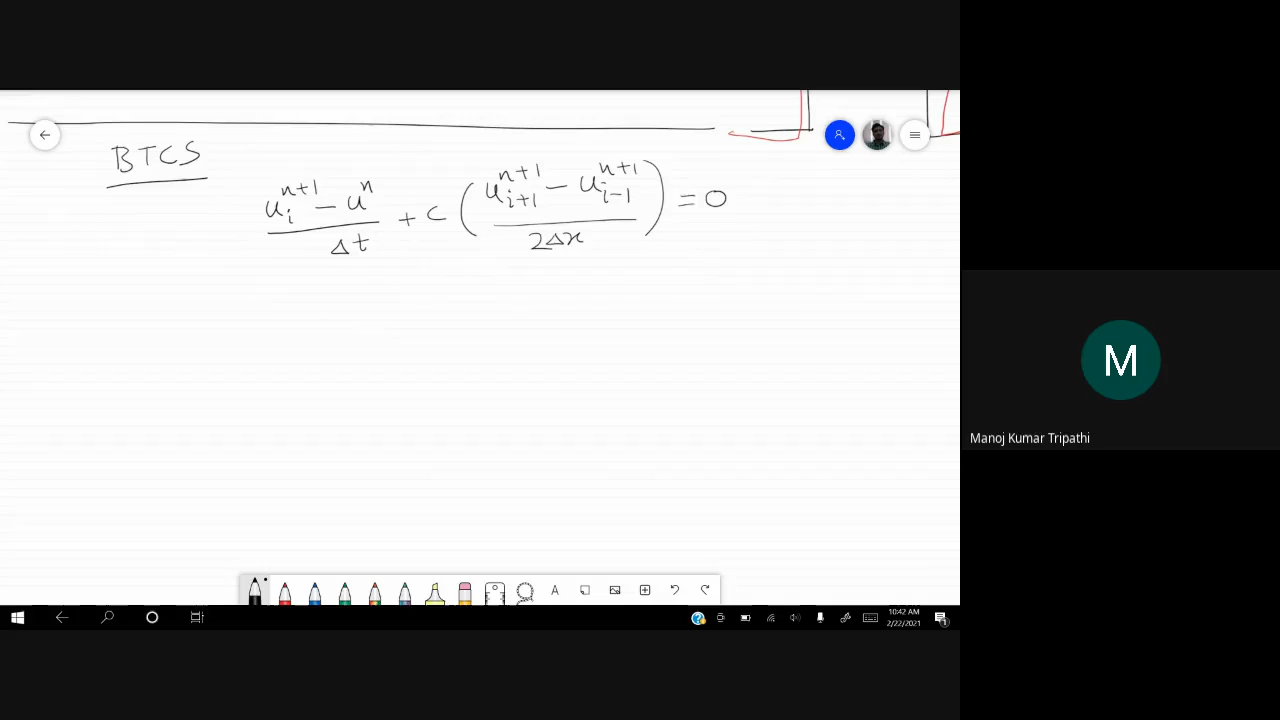 BTCS
u_i^{n+1} - u^n / Δt + c ( u_{i+1}^{n+1} - u_{i-1}^{n+1} / 2Δx ) = 0
M
Manoj Kumar Tripathi
A
10:42 AM
2/22/2021
1